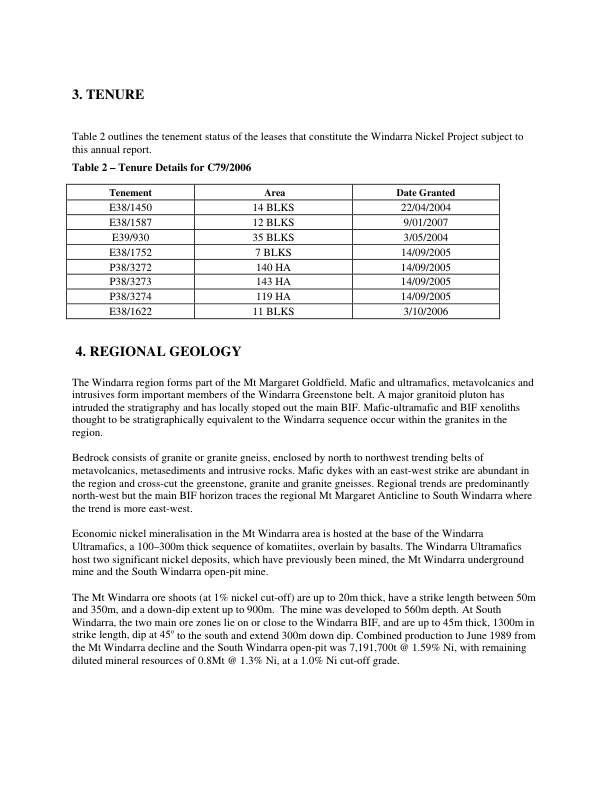 3. TENURE
Table 2 outlines the tenement status of the leases that constitute the Windarra Nickel Project subject to
this annual report.
Table 2 – Tenure Details for C79/2006
Tenement Area Date Granted
E38/1450 14 BLKS 22/04/2004
E38/1587 12 BLKS 9/01/2007
E39/930 35 BLKS 3/05/2004
E38/1752 7 BLKS 14/09/2005
P38/3272 140 HA 14/09/2005
P38/3273 143 HA 14/09/2005
P38/3274 119 HA 14/09/2005
E38/1622 11 BLKS 3/10/2006
4. REGIONAL GEOLOGY
The Windarra region forms part of the Mt Margaret Goldfield. Mafic and ultramafics, metavolcanics and
intrusives form important members of the Windarra Greenstone belt. A major granitoid pluton has
intruded the stratigraphy and has locally stoped out the main BIF. Mafic-ultramafic and BIF xenoliths
thought to be stratigraphically equivalent to the Windarra sequence occur within the granites in the
region.
Bedrock consists of granite or granite gneiss, enclosed by north to northwest trending belts of
metavolcanics, metasediments and intrusive rocks. Mafic dykes with an east-west strike are abundant in
the region and cross-cut the greenstone, granite and granite gneisses. Regional trends are predominantly
north-west but the main BIF horizon traces the regional Mt Margaret Anticline to South Windarra where
the trend is more east-west.
Economic nickel mineralisation in the Mt Windarra area is hosted at the base of the Windarra
Ultramafics, a 100–300m thick sequence of komatiites, overlain by basalts. The Windarra Ultramafics
host two significant nickel deposits, which have previously been mined, the Mt Windarra underground
mine and the South Windarra open-pit mine.
The Mt Windarra ore shoots (at 1% nickel cut-off) are up to 20m thick, have a strike length between 50m
and 350m, and a down-dip extent up to 900m. The mine was developed to 560m depth. At South
Windarra, the two main ore zones lie on or close to the Windarra BIF, and are up to 45m thick, 1300m in
strike length, dip at 45° to the south and extend 300m down dip. Combined production to June 1989 from
the Mt Windarra decline and the South Windarra open-pit was 7,191,700t @ 1.59% Ni, with remaining
diluted mineral resources of 0.8Mt @ 1.3% Ni, at a 1.0% Ni cut-off grade.